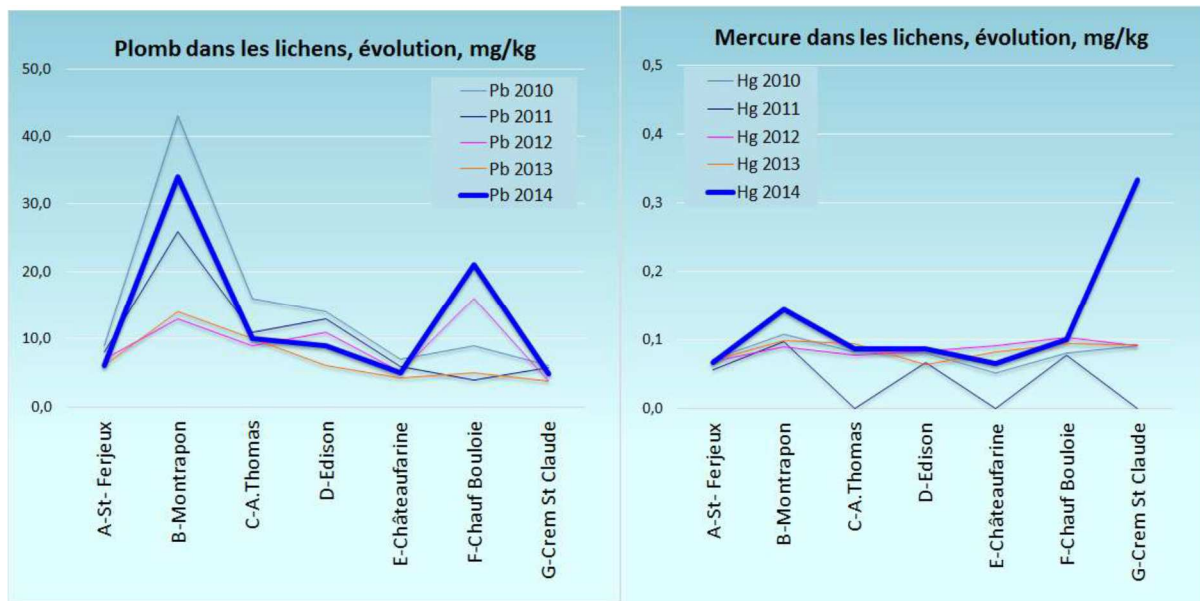 Plomb dans les lichens, évolution, mg/kg
50,0
40,0
30,0
20,0
10,0
0,0
Pb 2010
Pb 2011
Pb 2012
Pb 2013
Pb 2014
A-St- Ferjeux
B-Montrapon
C-A.Thomas
D-Edison
E-Châteaufarine
F-Chauf Bouloie
G-Crem St Claude
Mercure dans les lichens, évolution, mg/kg
0,5
0,4
0,3
0,2
0,1
0,0
Hg 2010
Hg 2011
Hg 2012
Hg 2013
Hg 2014
A-St- Ferjeux
B-Montrapon
C-A.Thomas
D-Edison
E-Châteaufarine
F-Chauf Bouloie
G-Crem St Claude